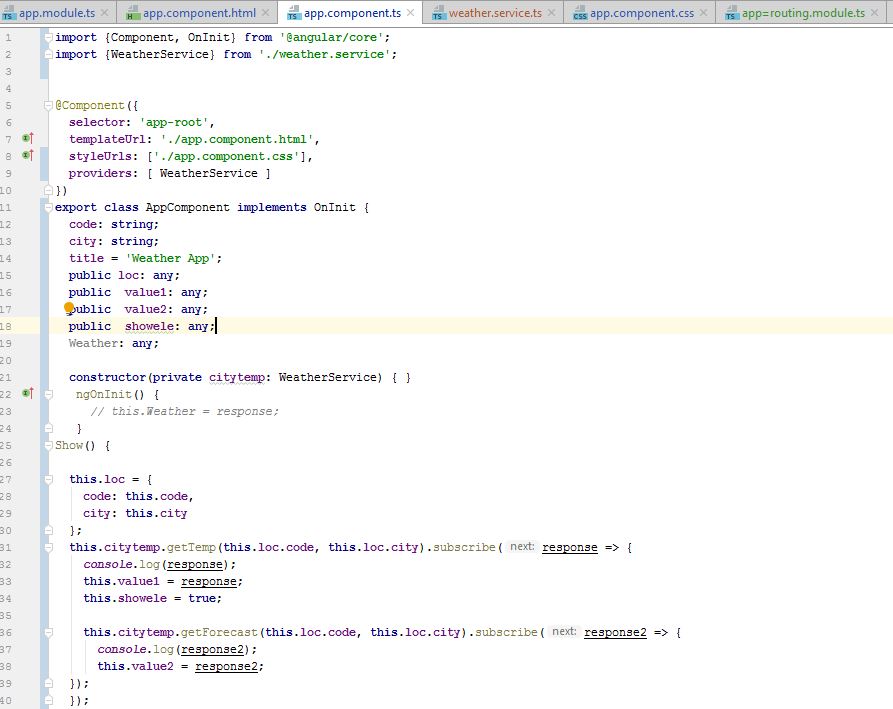 app.module.ts app.component.html app.component.ts weather.service.ts app.component.css app=routing.module.ts
1 import {Component, OnInit} from '@angular/core';
2 import {WeatherService} from './weather.service';
3
4
5 @Component({
6 selector: 'app-root',
7 templateUrl: './app.component.html',
8 styleUrls: ['./app.component.css'],
9 providers: [ WeatherService ]
10 })
11 export class AppComponent implements OnInit {
12 code: string;
13 city: string;
14 title = 'Weather App';
15 public loc: any;
16 public value1: any;
17 public value2: any;
18 public showele: any;
19 Weather: any;
20
21 constructor(private citytemp: WeatherService) { }
22 ngOnInit() {
23 // this.Weather = response;
24 }
25 Show() {
26
27 this.loc = {
28 code: this.code,
29 city: this.city
30 };
31 this.citytemp.getTemp(this.loc.code, this.loc.city).subscribe( next: response => {
32 console.log(response);
33 this.value1 = response;
34 this.showele = true;
35
36 this.citytemp.getForecast(this.loc.code, this.loc.city).subscribe( next: response2 => {
37 console.log(response2);
38 this.value2 = response2;
39 });
40 });